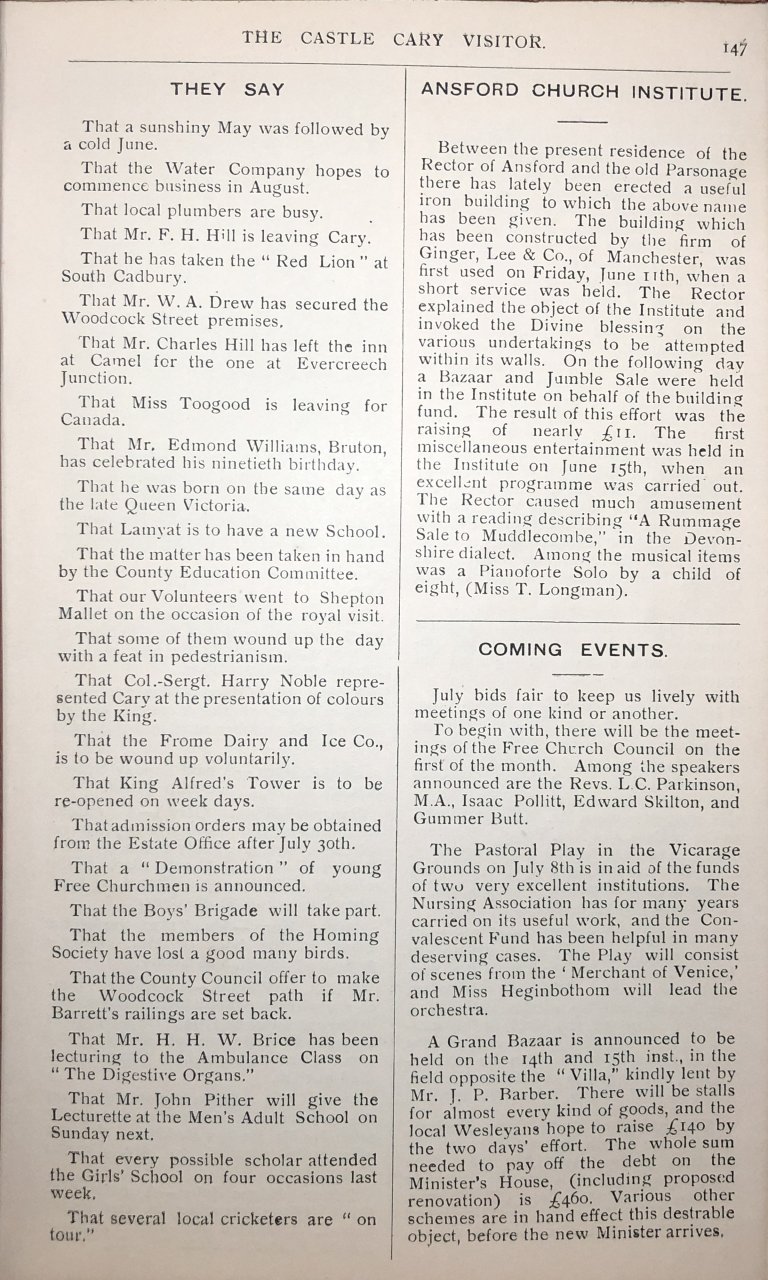 THE CASTLE CARY VISITOR.
147
THEY SAY
That a sunshiny May was followed by
a cold June.
That the Water Company hopes to
commence business in August.
That local plumbers are busy.
That Mr. F. H. Hill is leaving Cary.
That he has taken the “ Red Lion ” at
South Cadbury.
That Mr. W. A. Drew has secured the
Woodcock Street premises.
That Mr. Charles Hill has left the inn
at Camel for the one at Evercreech
Junction.
That Miss Toogood is leaving for
Canada.
That Mr. Edmond Williams, Bruton,
has celebrated his ninetieth birthday.
That he was born on the same day as
the late Queen Victoria.
That Lamyat is to have a new School.
That the matter has been taken in hand
by the County Education Committee.
That our Volunteers went to Shepton
Mallet on the occasion of the royal visit.
That some of them wound up the day
with a feat in pedestrianism.
That Col.-Sergt. Harry Noble repre-
sented Cary at the presentation of colours
by the King.
That the Frome Dairy and Ice Co.,
is to be wound up voluntarily.
That King Alfred's Tower is to be
re-opened on week days.
That admission orders may be obtained
from the Estate Office after July 30th.
That a “ Demonstration ” of young
Free Churchmen is announced.
That the Boys' Brigade will take part.
That the members of the Homing
Society have lost a good many birds.
That the County Council offer to make
the Woodcock Street path if Mr.
Barrett's railings are set back.
That Mr. H. H. W. Brice has been
lecturing to the Ambulance Class on
“ The Digestive Organs.”
That Mr. John Pither will give the
Lecturette at the Men's Adult School on
Sunday next.
That every possible scholar attended
the Girls' School on four occasions last
week.
That several local cricketers are “ on
tour.”
ANSFORD CHURCH INSTITUTE.
Between the present residence of the
Rector of Ansford and the old Parsonage
there has lately been erected a useful
iron building to which the above name
has been given. The building which
has been constructed by the firm of
Ginger, Lee & Co., of Manchester, was
first used on Friday, June 11th, when a
short service was held. The Rector
explained the object of the Institute and
invoked the Divine blessing on the
various undertakings to be attempted
within its walls. On the following day
a Bazaar and Jumble Sale were held
in the Institute on behalf of the building
fund. The result of this effort was the
raising of nearly £11. The first
miscellaneous entertainment was held in
the Institute on June 15th, when an
excellent programme was carried out.
The Rector caused much amusement
with a reading describing “A Rummage
Sale to Muddlecombe,” in the Devon-
shire dialect. Among the musical items
was a Pianoforte Solo by a child of
eight, (Miss T. Longman).
COMING EVENTS.
July bids fair to keep us lively with
meetings of one kind or another.
To begin with, there will be the meet-
ings of the Free Church Council on the
first of the month. Among the speakers
announced are the Revs. L.C. Parkinson,
M.A., Isaac Pollitt, Edward Skilton, and
Gummer Butt.
The Pastoral Play in the Vicarage
Grounds on July 8th is in aid of the funds
of two very excellent institutions. The
Nursing Association has for many years
carried on its useful work, and the Con-
valescent Fund has been helpful in many
deserving cases. The Play will consist
of scenes from the ‘ Merchant of Venice,’
and Miss Heginbothom will lead the
orchestra.
A Grand Bazaar is announced to be
held on the 14th and 15th inst., in the
field opposite the “ Villa,” kindly lent by
Mr. J. P. Barber. There will be stalls
for almost every kind of goods, and the
local Wesleyans hope to raise £140 by
the two days' effort. The whole sum
needed to pay off the debt on the
Minister's House, (including proposed
renovation) is £460. Various other
schemes are in hand effect this destrable
object, before the new Minister arrives.